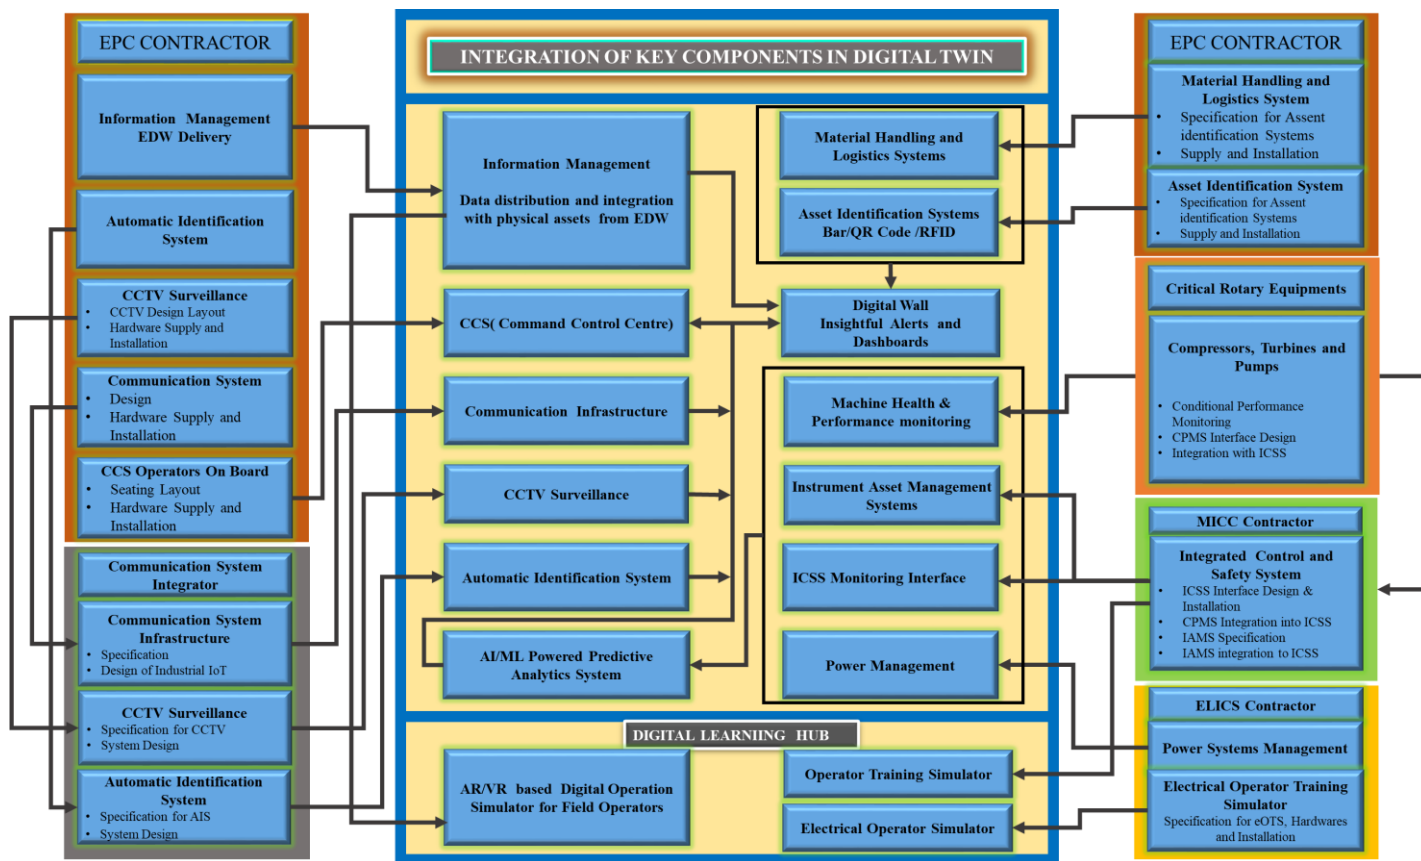 EPC CONTRACTOR
Information Management
EDW Delivery
Automatic Identification
System
CCTV Surveillance
• CCTV Design Layout
• Hardware Supply and
Installation
Communication System
• Design
• Hardware Supply and
Installation
CCS Operators On Board
• Seating Layout
• Hardware Supply and
Installation
Communication System
Integrator
Communication System
Infrastructure
• Specification
• Design of Industrial IoT
CCTV Surveillance
• Specification for CCTV
• System Design
Automatic Identification
System
• Specification for AIS
• System Design
INTEGRATION OF KEY COMPONENTS IN DIGITAL TWIN
Information Management
Data distribution and integration
with physical assets from EDW
CCS( Command Control Centre)
Communication Infrastructure
CCTV Surveillance
Automatic Identification System
AI/ML Powered Predictive
Analytics System
Material Handling and
Logistics Systems
Asset Identification Systems
Bar/QR Code /RFID
Digital Wall
Insightful Alerts and
Dashboards
Machine Health &
Performance monitoring
Instrument Asset Management
Systems
ICSS Monitoring Interface
Power Management
DIGITAL LEARNIING HUB
AR/VR based Digital Operation
Simulator for Field Operators
Operator Training Simulator
Electrical Operator Simulator
EPC CONTRACTOR
Material Handling and
Logistics System
• Specification for Assent
identification Systems
• Supply and Installation
Asset Identification System
• Specification for Assent
identification Systems
• Supply and Installation
Critical Rotary Equipments
Compressors, Turbines and
Pumps
• Conditional Performance
Monitoring
• CPMS Interface Design
• Integration with ICSS
MICC Contractor
Integrated Control and
Safety System
• ICSS Interface Design &
Installation
• CPMS Integration into ICSS
• IAMS Specification
• IAMS integration to ICSS
ELICS Contractor
Power Systems Management
Electrical Operator Training
Simulator
Specification for eOTS, Hardwares
and Installation